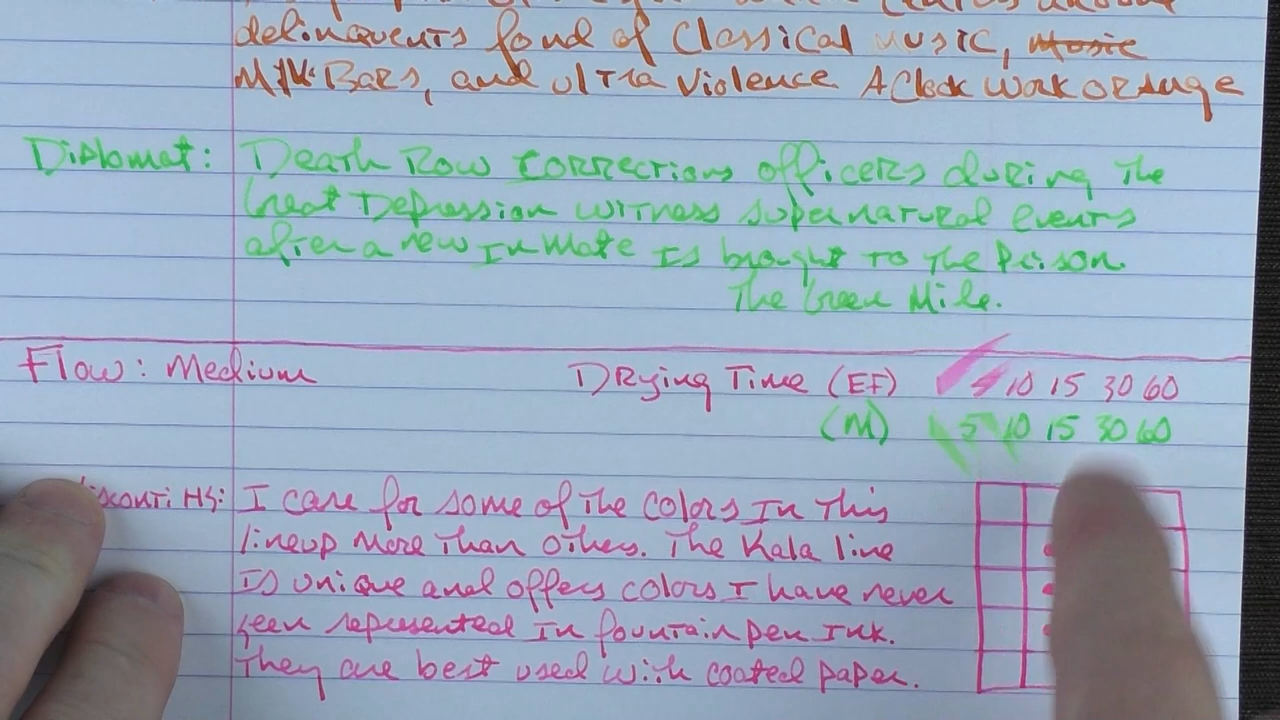 delinquents fond of Classical music, Music
Milk Bars, and ultra violence A Clock work orange
Diplomat: Death Row corrections officers during The
Great Depression witness supernatural events
after a new Inmate Is brought To The Prison.
The Green Mile.
Flow: Medium Drying Time (EF) 5 10 15 30 60
(M) 5 10 15 30 60
I care for some of The colors In This
lineup More Than others. The Kala line
Is unique and offers colors I have never
seen represented In fountain pen Ink.
They are best used with coated paper.